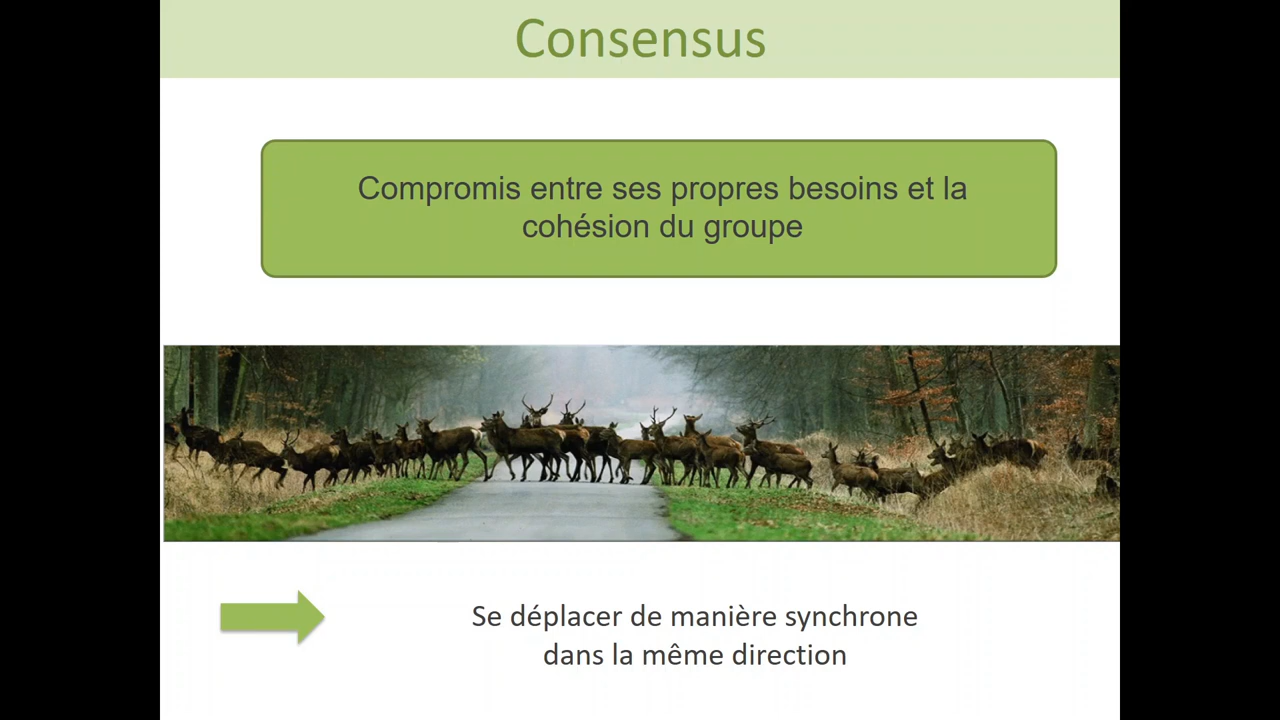 Consensus
Compromis entre ses propres besoins et la
cohésion du groupe
Se déplacer de manière synchrone
dans la même direction